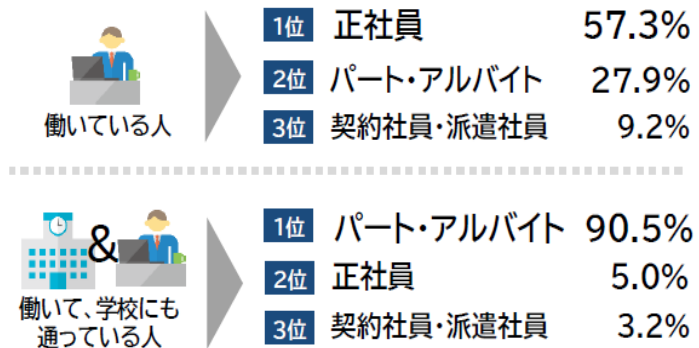 1位 正社員 57.3%
2位 パート・アルバイト 27.9%
3位 契約社員・派遣社員 9.2%
働いている人
1位 パート・アルバイト 90.5%
2位 正社員 5.0%
3位 契約社員・派遣社員 3.2%
&
働いて、学校にも
通っている人